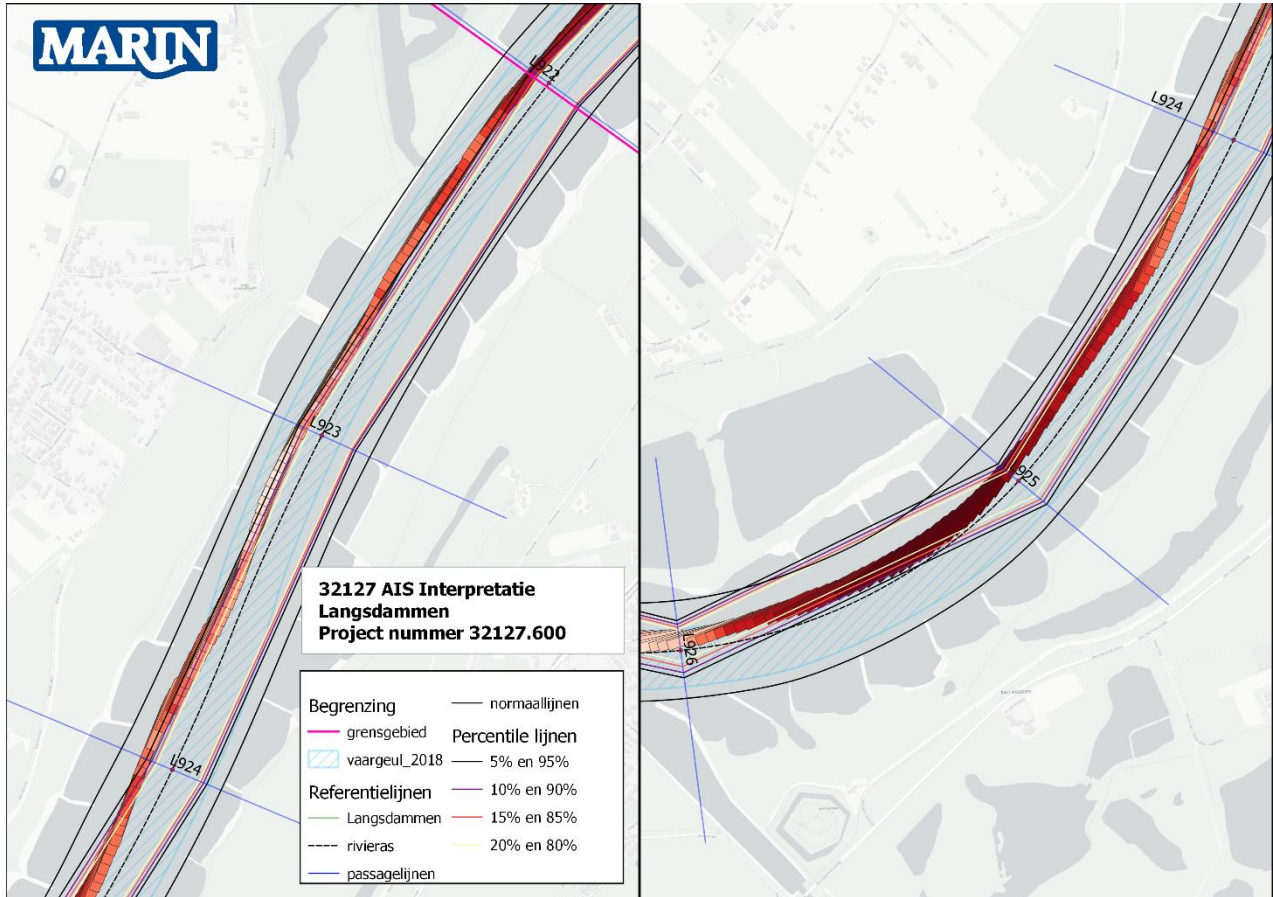 MARIN
L922
L923
L924
32127 AIS Interpretatie
Langsdammen
Project nummer 32127.600
Begrenzing
grensgebied
vaargeul_2018
Referentielijnen
Langsdammen
rivieras
passagelijnen
normaallijnen
Percentile lijnen
5% en 95%
10% en 90%
15% en 85%
20% en 80%
L924
L925
L926